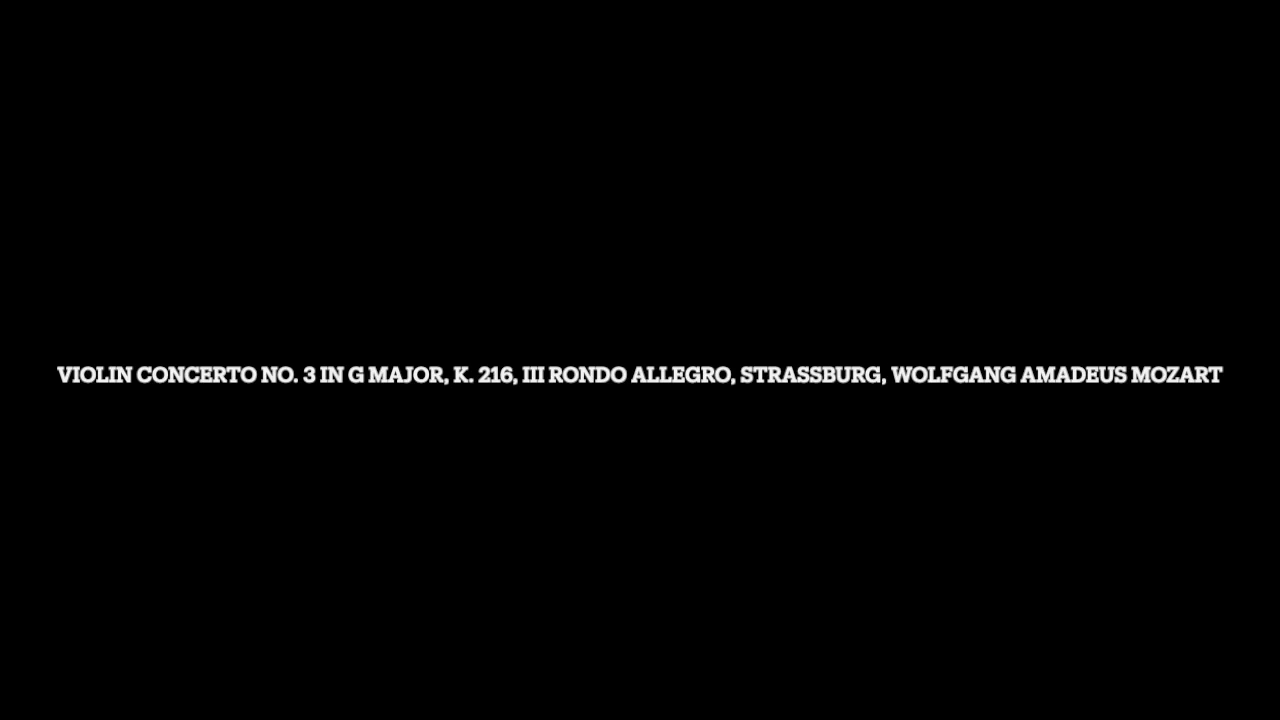 VIOLIN CONCERTO NO. 3 IN G MAJOR, K. 216, III RONDO ALLEGRO, STRASSBURG, WOLFGANG AMADEUS MOZART